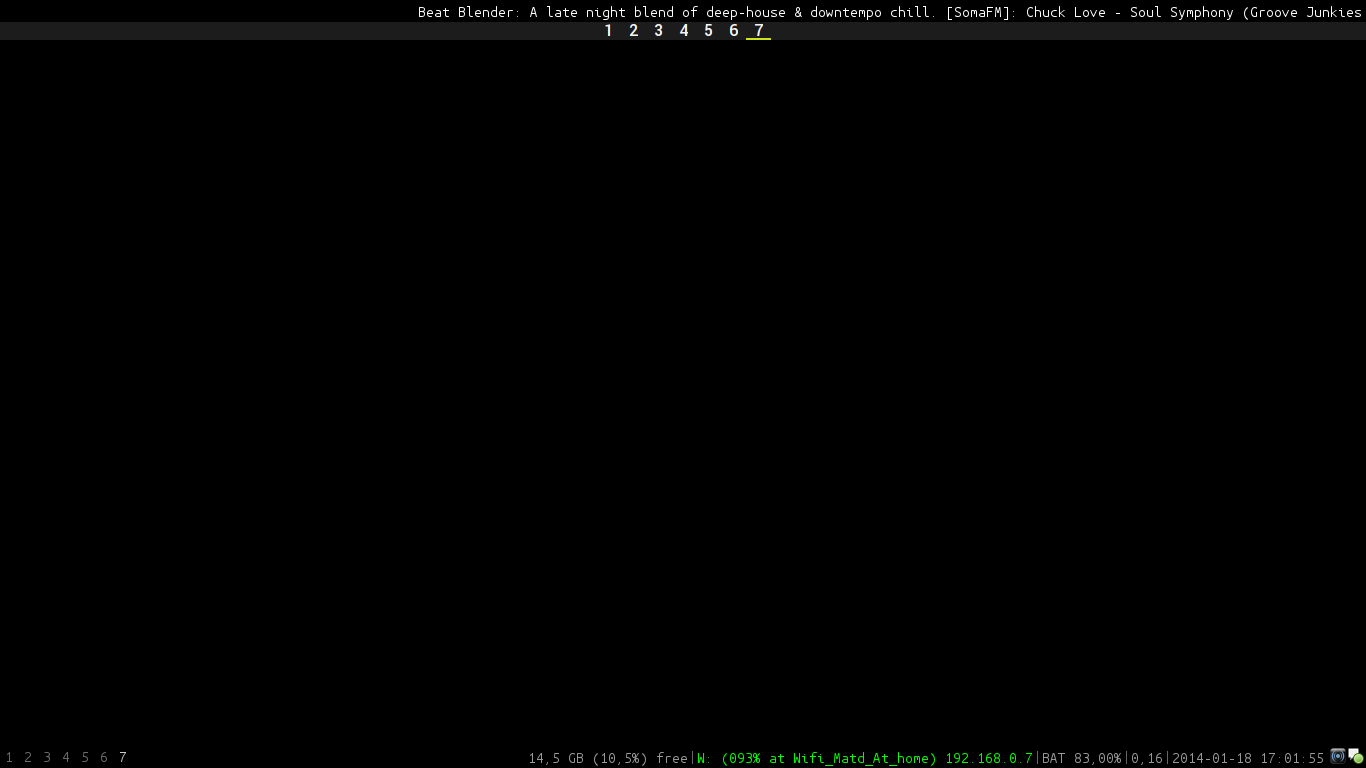 Beat Blender: A late night blend of deep-house & downtempo chill. [SomaFM]: Chuck Love - Soul Symphony (Groove Junkies
1 2 3 4 5 6 7
1 2 3 4 5 6 7 14,5 GB (10,5%) free|W: (093% at Wifi_Matd_At_home) 192.168.0.7|BAT 83,00%|0,16|2014-01-18 17:01:55